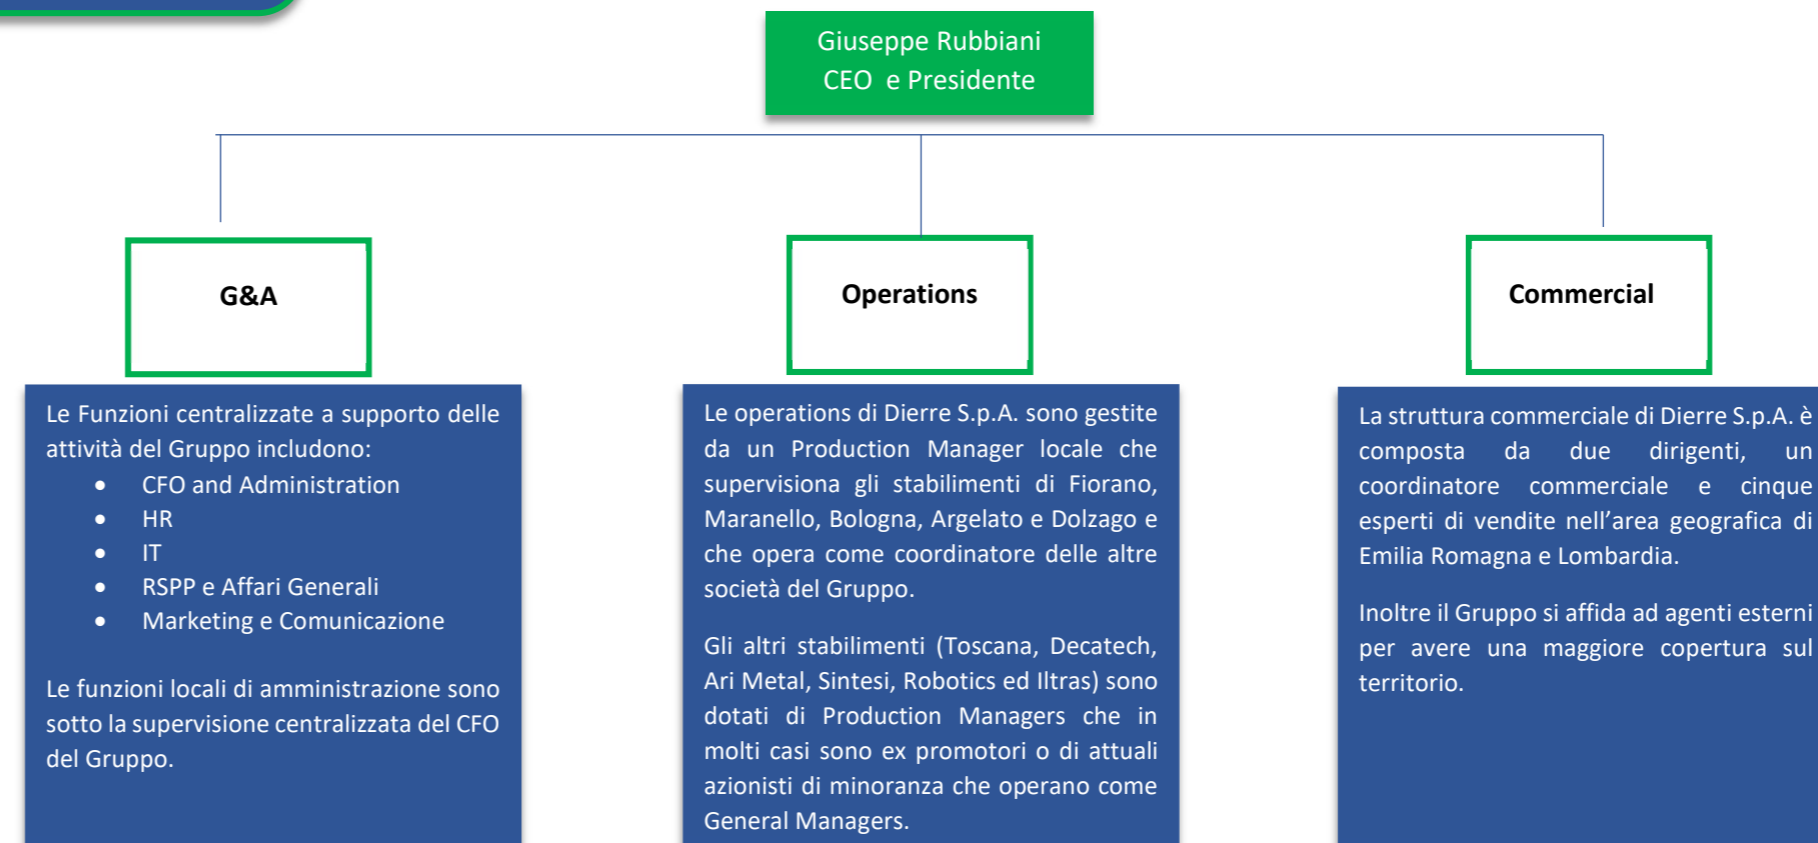 Giuseppe Rubbiani
CEO e Presidente
G&A
Le Funzioni centralizzate a supporto delle
attività del Gruppo includono:
• CFO and Administration
• HR
• IT
• RSPP e Affari Generali
• Marketing e Comunicazione
Le funzioni locali di amministrazione sono
sotto la supervisione centralizzata del CFO
del Gruppo.
Operations
Le operations di Dierre S.p.A. sono gestite
da un Production Manager locale che
supervisiona gli stabilimenti di Fiorano,
Maranello, Bologna, Argelato e Dolzago e
che opera come coordinatore delle altre
società del Gruppo.
Gli altri stabilimenti (Toscana, Decatech,
Ari Metal, Sintesi, Robotics ed Iltras) sono
dotati di Production Managers che in
molti casi sono ex promotori o di attuali
azionisti di minoranza che operano come
General Managers.
Commercial
La struttura commerciale di Dierre S.p.A. è
composta da due dirigenti, un
coordinatore commerciale e cinque
esperti di vendite nell’area geografica di
Emilia Romagna e Lombardia.
Inoltre il Gruppo si affida ad agenti esterni
per avere una maggiore copertura sul
territorio.